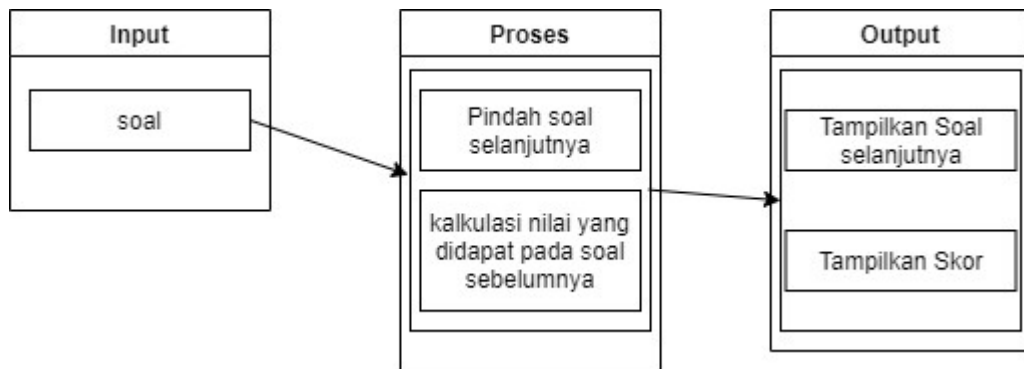 Input
soal
Proses
Pindah soal
selanjutnya
kalkulasi nilai yang
didapat pada soal
sebelumnya
Output
Tampilkan Soal
selanjutnya
Tampilkan Skor